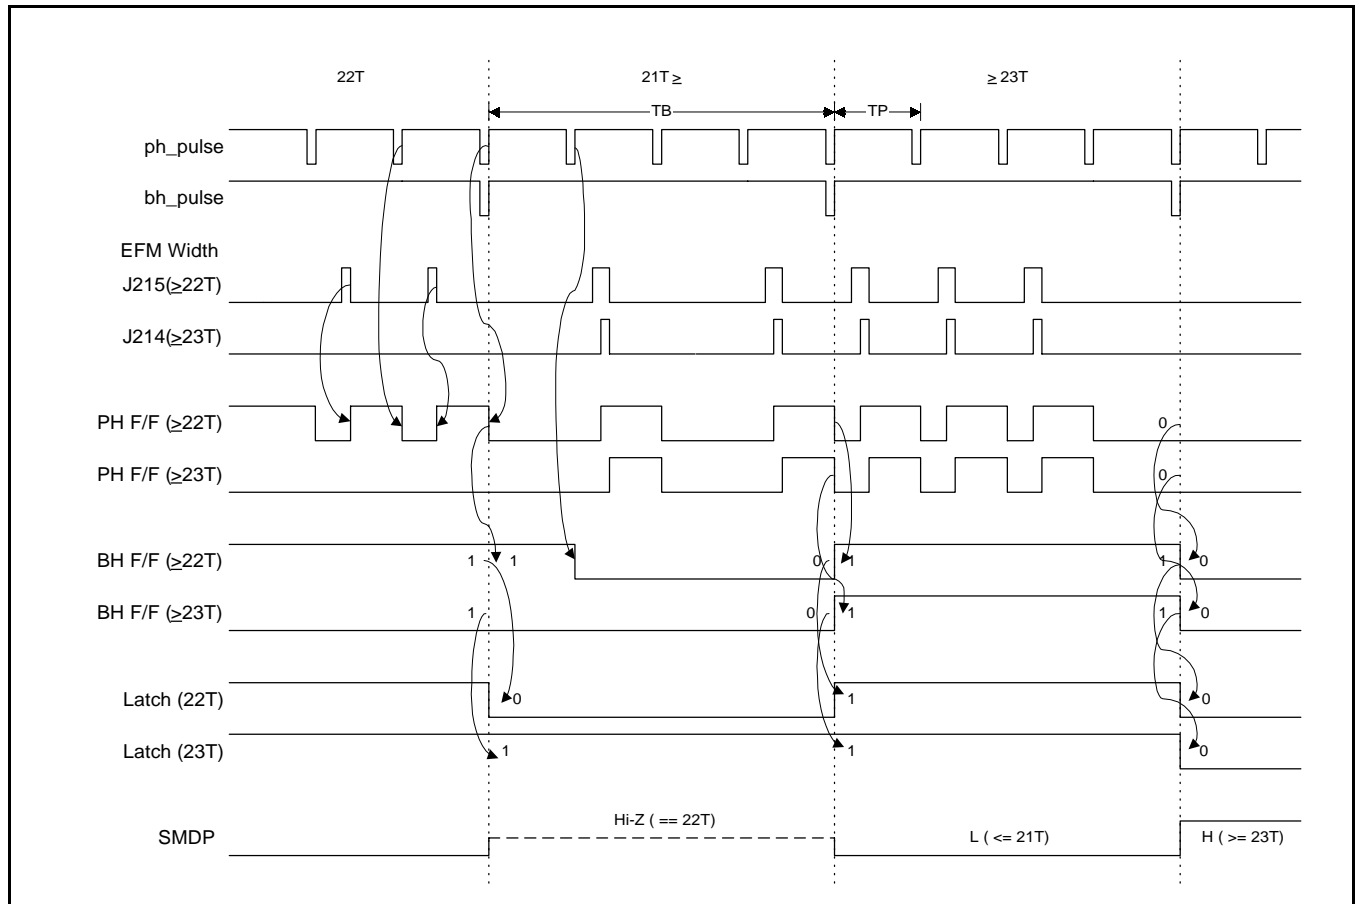 22T 21T ≥ ≥ 23T
TB TP
ph_pulse
bh_pulse
EFM Width
J215(≥22T)
J214(≥23T)
PH F/F (≥22T) 0
PH F/F (≥23T) 0
BH F/F (≥22T) 1 1 0 1 1 0
BH F/F (≥23T) 1 0 1 1 0
Latch (22T) 0 1 0
Latch (23T) 1 1 0
Hi-Z ( == 22T)
SMDP L ( <= 21T) H ( >= 23T)